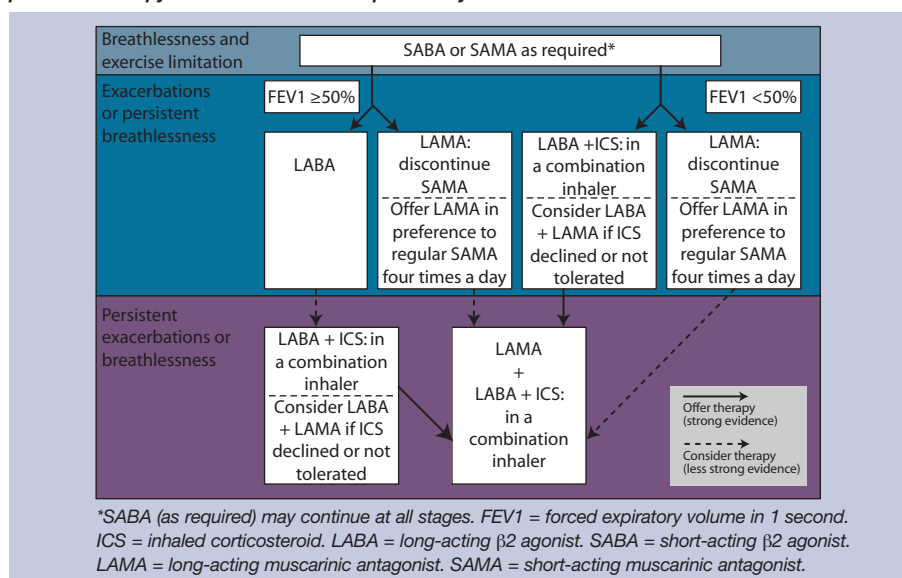 Breathlessness and
exercise limitation
SABA or SAMA as required*
Exacerbations
or persistent
breathlessness
FEV1 ≥50%
FEV1 <50%
LABA
LAMA:
discontinue
SAMA
Offer LAMA in
preference to
regular SAMA
four times a day
LABA +ICS: in
a combination
inhaler
Consider LABA
+ LAMA if ICS
declined or not
tolerated
LAMA:
discontinue
SAMA
Offer LAMA in
preference to
regular SAMA
four times a day
Persistent
exacerbations or
breathlessness
LABA + ICS: in
a combination
inhaler
Consider LABA
+ LAMA if ICS
declined or not
tolerated
LAMA
+
LABA + ICS:
in a
combination
inhaler
Offer therapy
(strong evidence)
Consider therapy
(less strong evidence)
*SABA (as required) may continue at all stages. FEV1 = forced expiratory volume in 1 second.
ICS = inhaled corticosteroid. LABA = long-acting β2 agonist. SABA = short-acting β2 agonist.
LAMA = long-acting muscarinic antagonist. SAMA = short-acting muscarinic antagonist.